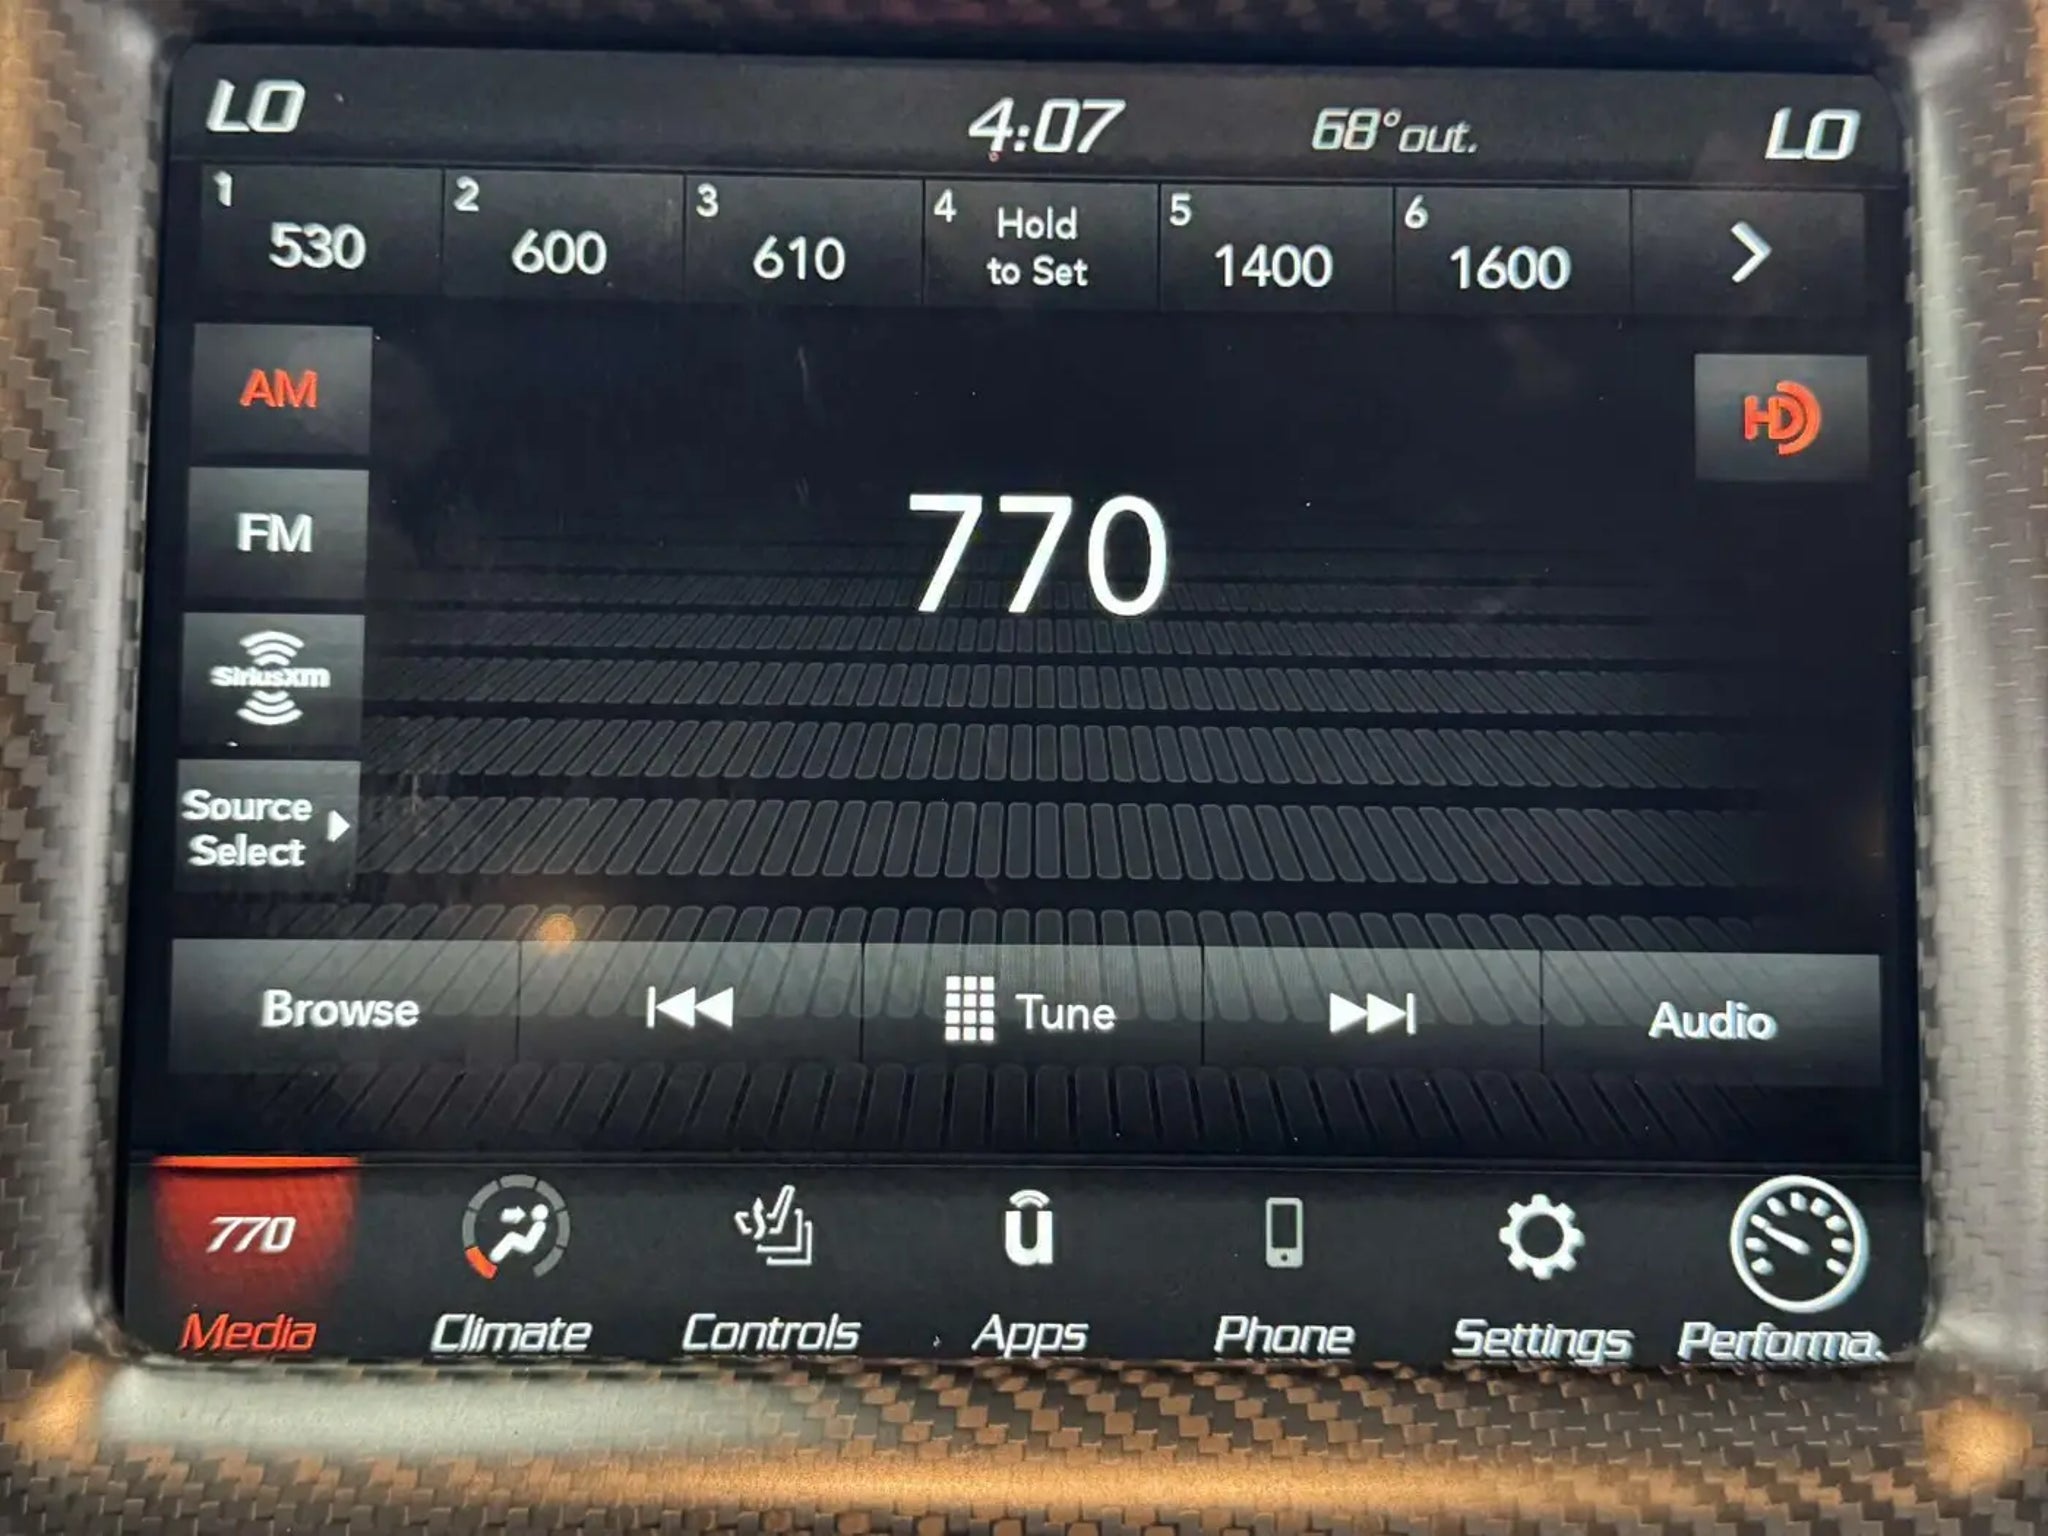 LO 4:07 68° out. LO
1 2 3 4 5 6
530 600 610 Hold to Set 1400 1600
AM
HD
FM
770
SiriusXM
Source
Select
Browse Tune Audio
770 u
Media Climate Controls Apps Phone Settings Performa.